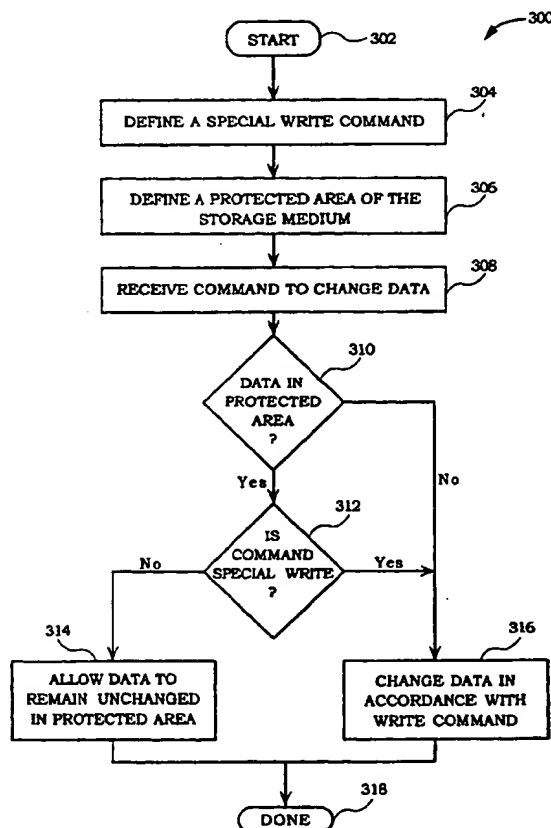 300
START
302
304
DEFINE A SPECIAL WRITE COMMAND
306
DEFINE A PROTECTED AREA OF THE
STORAGE MEDIUM
308
RECEIVE COMMAND TO CHANGE DATA
310
DATA IN
PROTECTED
AREA
?
No
Yes
312
IS
COMMAND
SPECIAL WRITE
?
No
Yes
314
ALLOW DATA TO
REMAIN UNCHANGED
IN PROTECTED AREA
316
CHANGE DATA IN
ACCORDANCE WITH
WRITE COMMAND
318
DONE